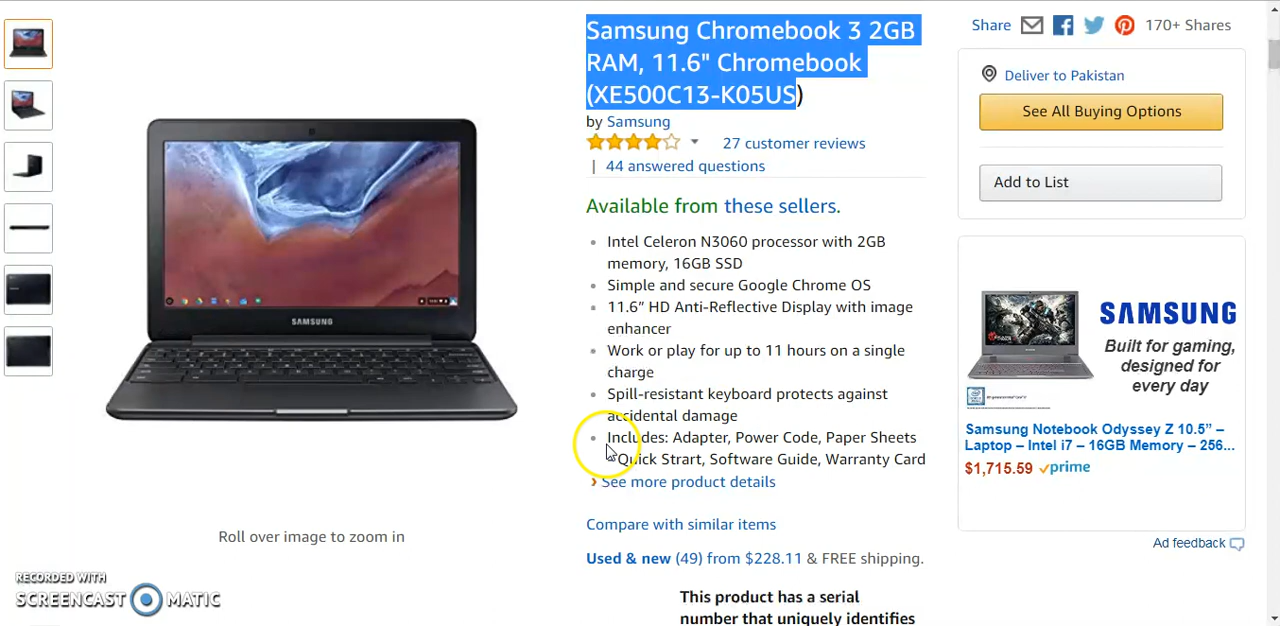 Samsung Chromebook 3 2GB
RAM, 11.6" Chromebook
(XE500C13-K05US)
by Samsung
27 customer reviews
| 44 answered questions
Available from these sellers.
Intel Celeron N3060 processor with 2GB
memory, 16GB SSD
Simple and secure Google Chrome OS
11.6” HD Anti-Reflective Display with image
enhancer
Work or play for up to 11 hours on a single
charge
Spill-resistant keyboard protects against
accidental damage
Includes: Adapter, Power Code, Paper Sheets
Quick Strart, Software Guide, Warranty Card
› See more product details
Compare with similar items
Used & new (49) from $228.11 & FREE shipping.
This product has a serial
number that uniquely identifies
SAMSUNG
Roll over image to zoom in
RECORDED WITH
SCREENCAST MATIC
Share 170+ Shares
Deliver to Pakistan
See All Buying Options
Add to List
SAMSUNG
Built for gaming,
designed for
every day
Samsung Notebook Odyssey Z 10.5” –
Laptop – Intel i7 – 16GB Memory – 256...
$1,715.59 prime
Ad feedback